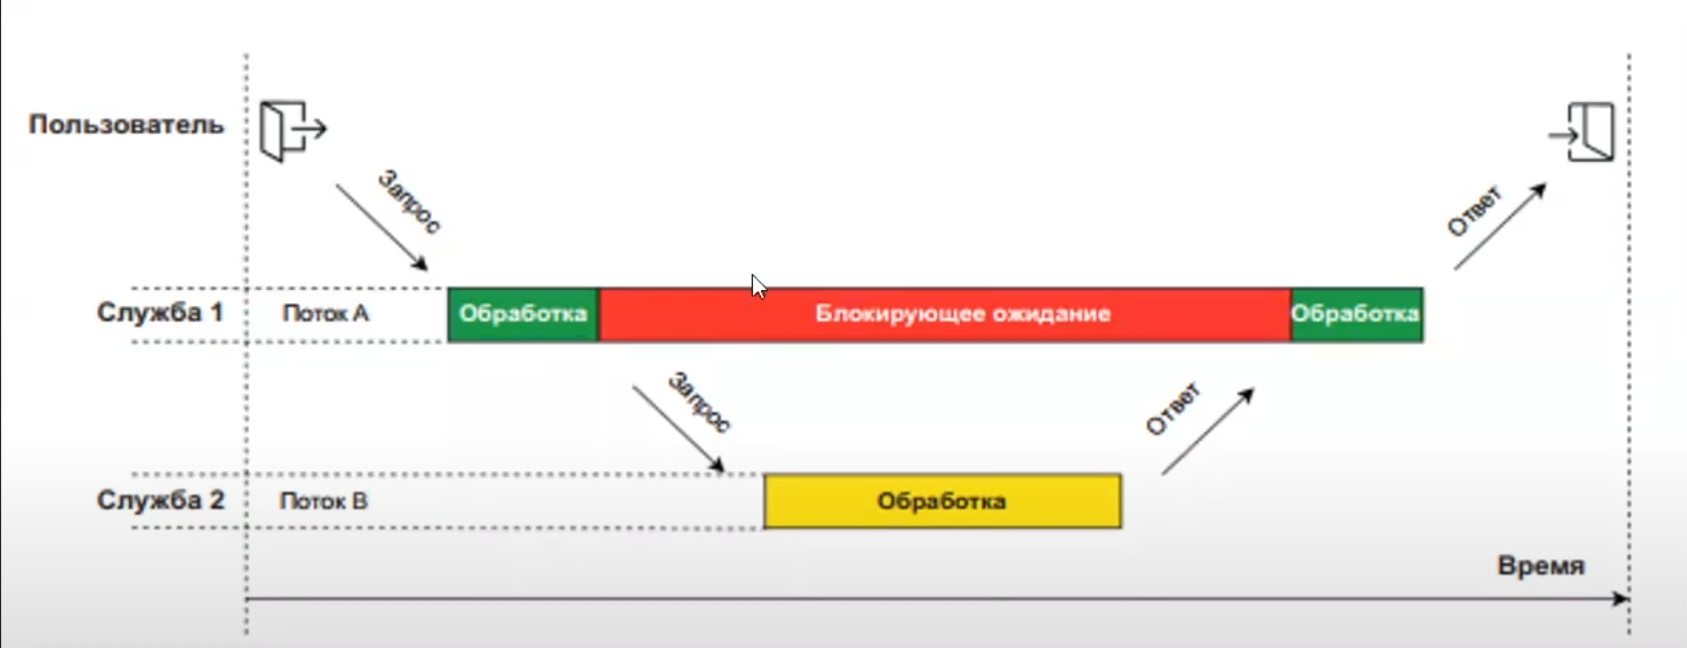 Пользователь
Запрос
Ответ
Служба 1
Поток А
Обработка
Блокирующее ожидание
Обработка
Запрос
Ответ
Служба 2
Поток В
Обработка
Время